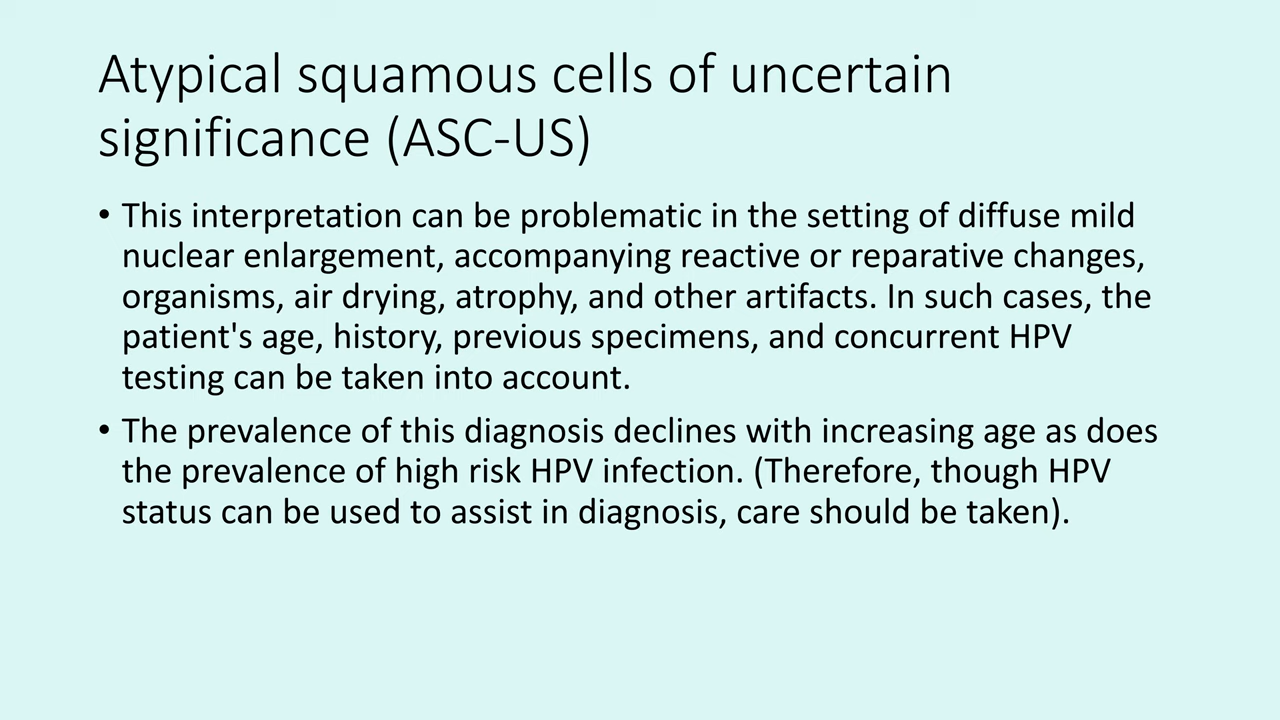 Atypical squamous cells of uncertain
significance (ASC-US)
• This interpretation can be problematic in the setting of diffuse mild
nuclear enlargement, accompanying reactive or reparative changes,
organisms, air drying, atrophy, and other artifacts. In such cases, the
patient's age, history, previous specimens, and concurrent HPV
testing can be taken into account.
• The prevalence of this diagnosis declines with increasing age as does
the prevalence of high risk HPV infection. (Therefore, though HPV
status can be used to assist in diagnosis, care should be taken).